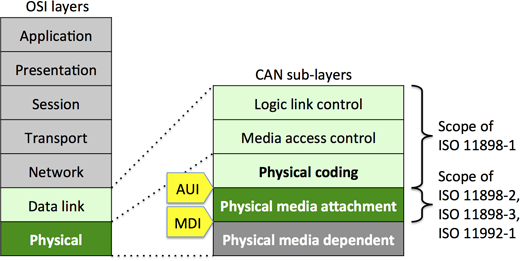 OSI layers
Application
Presentation
Session
Transport
Network
Data link
Physical
CAN sub-layers
Logic link control
Media access control
Physical coding
Physical media attachment
Physical media dependent
AUI
MDI
Scope of
ISO 11898-1
Scope of
ISO 11898-2,
ISO 11898-3,
ISO 11992-1